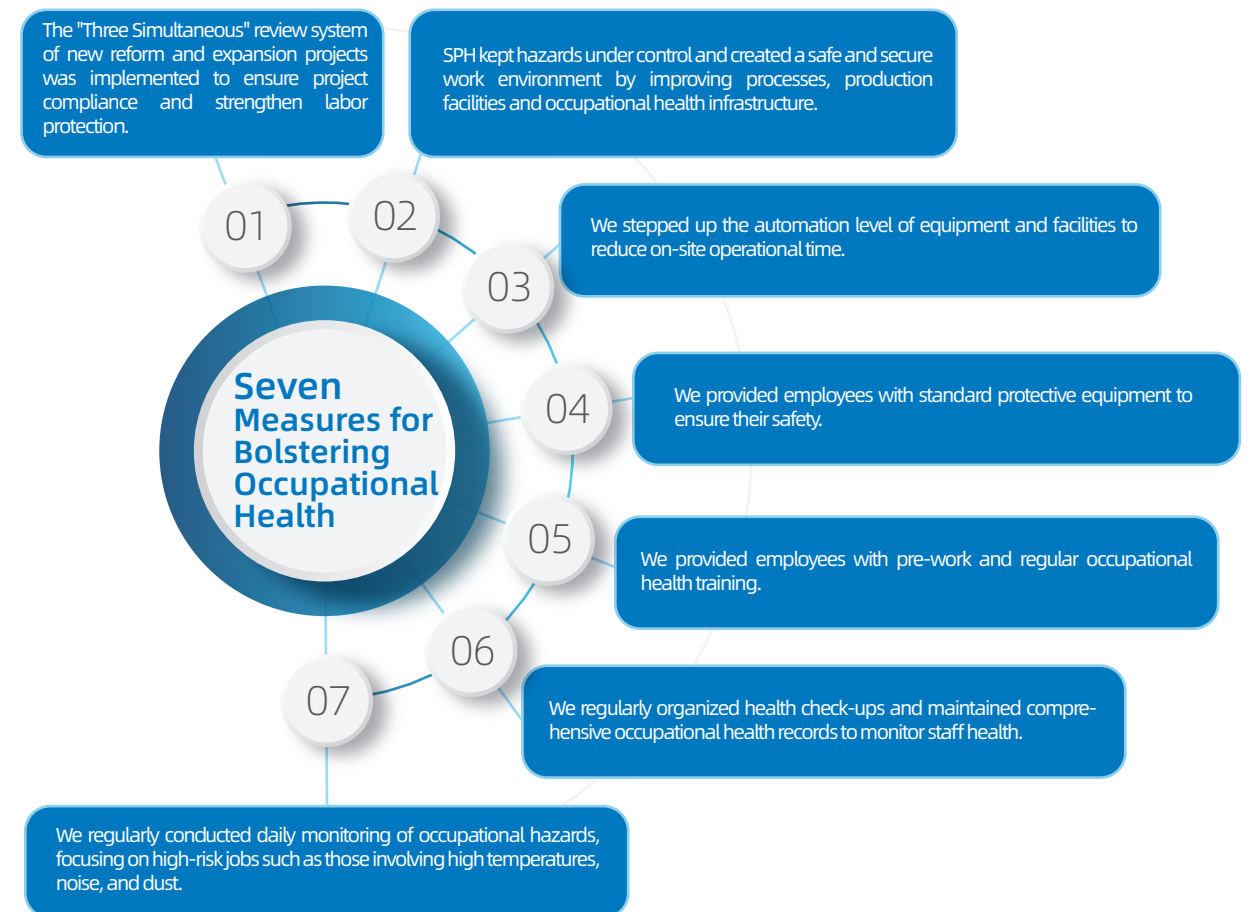 The "Three Simultaneous" review system
of new reform and expansion projects
was implemented to ensure project
compliance and strengthen labor
protection.
SPH kept hazards under control and created a safe and secure
work environment by improving processes, production
facilities and occupational health infrastructure.
01
02
We stepped up the automation level of equipment and facilities to
reduce on-site operational time.
03
Seven
Measures for
Bolstering
Occupational
Health
04
We provided employees with standard protective equipment to
ensure their safety.
05
We provided employees with pre-work and regular occupational
health training.
06
We regularly organized health check-ups and maintained compre-
hensive occupational health records to monitor staff health.
07
We regularly conducted daily monitoring of occupational hazards,
focusing on high-risk jobs such as those involving high temperatures,
noise, and dust.